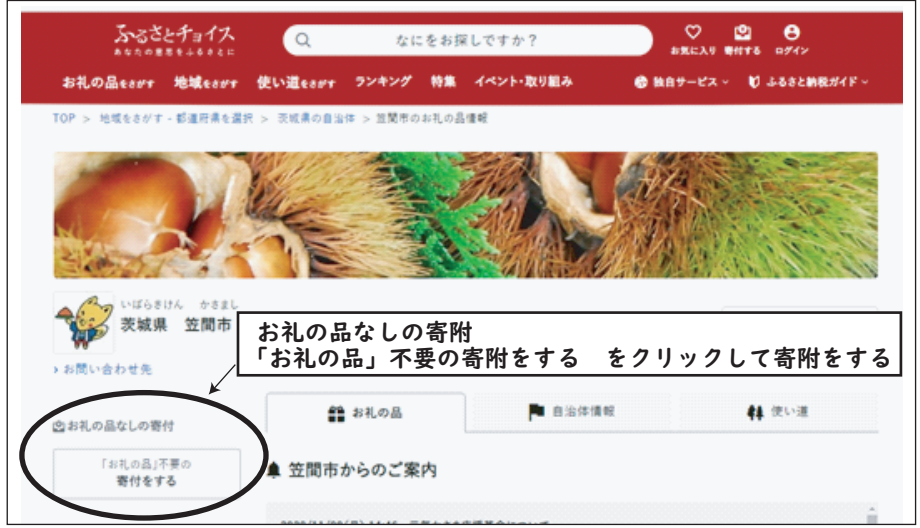 ふるさとチョイス
あなたの意思をふるさとに
なにをお探しですか？
お気に入り 寄付する ログイン
お礼の品をさがす 地域をさがす 使い道をさがす ランキング 特集 イベント・取り組み 独自サービス ふるさと納税ガイド
TOP > 地域をさがす - 都道府県を選択 > 茨城県の自治体 > 笠間市のお礼の品情報
いばらきけん かさまし
茨城県 笠間市
お礼の品なしの寄附
「お礼の品」不要の寄附をする をクリックして寄附をする
お問い合わせ先
お礼の品 自治体情報 使い道
お礼の品なしの寄付
「お礼の品」不要の
寄付をする
笠間市からのご案内